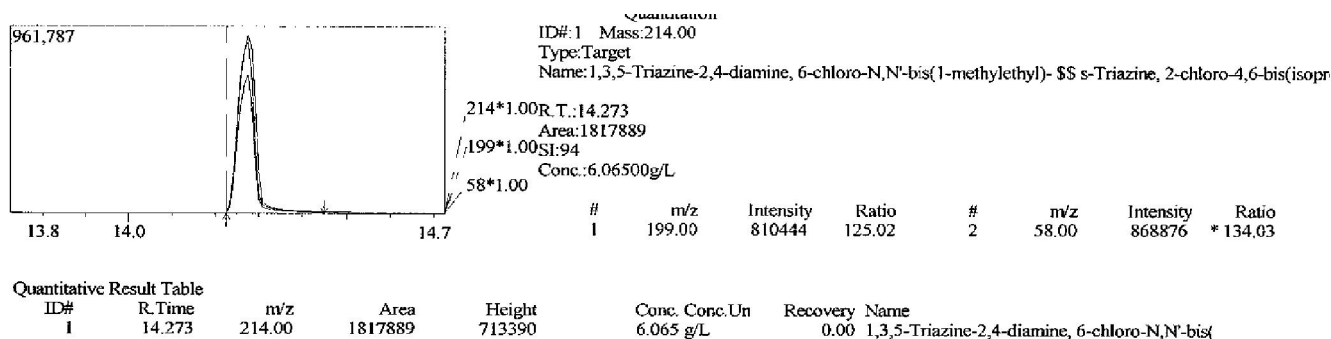 Quantitation
961,787
ID#:1 Mass:214.00
Type:Target
Name:1,3,5-Triazine-2,4-diamine, 6-chloro-N,N'-bis(1-methylethyl)- $$ s-Triazine, 2-chloro-4,6-bis(isopr
214*1.00
R.T.:14.273
Area:1817889
199*1.00
SI:94
Conc.:6.06500g/L
58*1.00
# m/z Intensity Ratio # m/z Intensity Ratio
1 199.00 810444 125.02 2 58.00 868876 * 134.03
13.8 14.0 14.7
Quantitative Result Table
ID# R.Time m/z Area Height Conc. Conc.Un Recovery Name
1 14.273 214.00 1817889 713390 6.065 g/L 0.00 1,3,5-Triazine-2,4-diamine, 6-chloro-N,N'-bis(